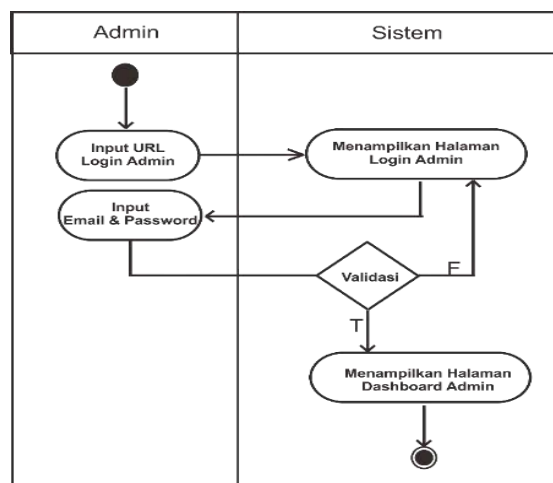 Admin
Sistem
Input URL
Login Admin
Menampilkan Halaman
Login Admin
Input
Email & Password
Validasi
F
T
Menampilkan Halaman
Dashboard Admin